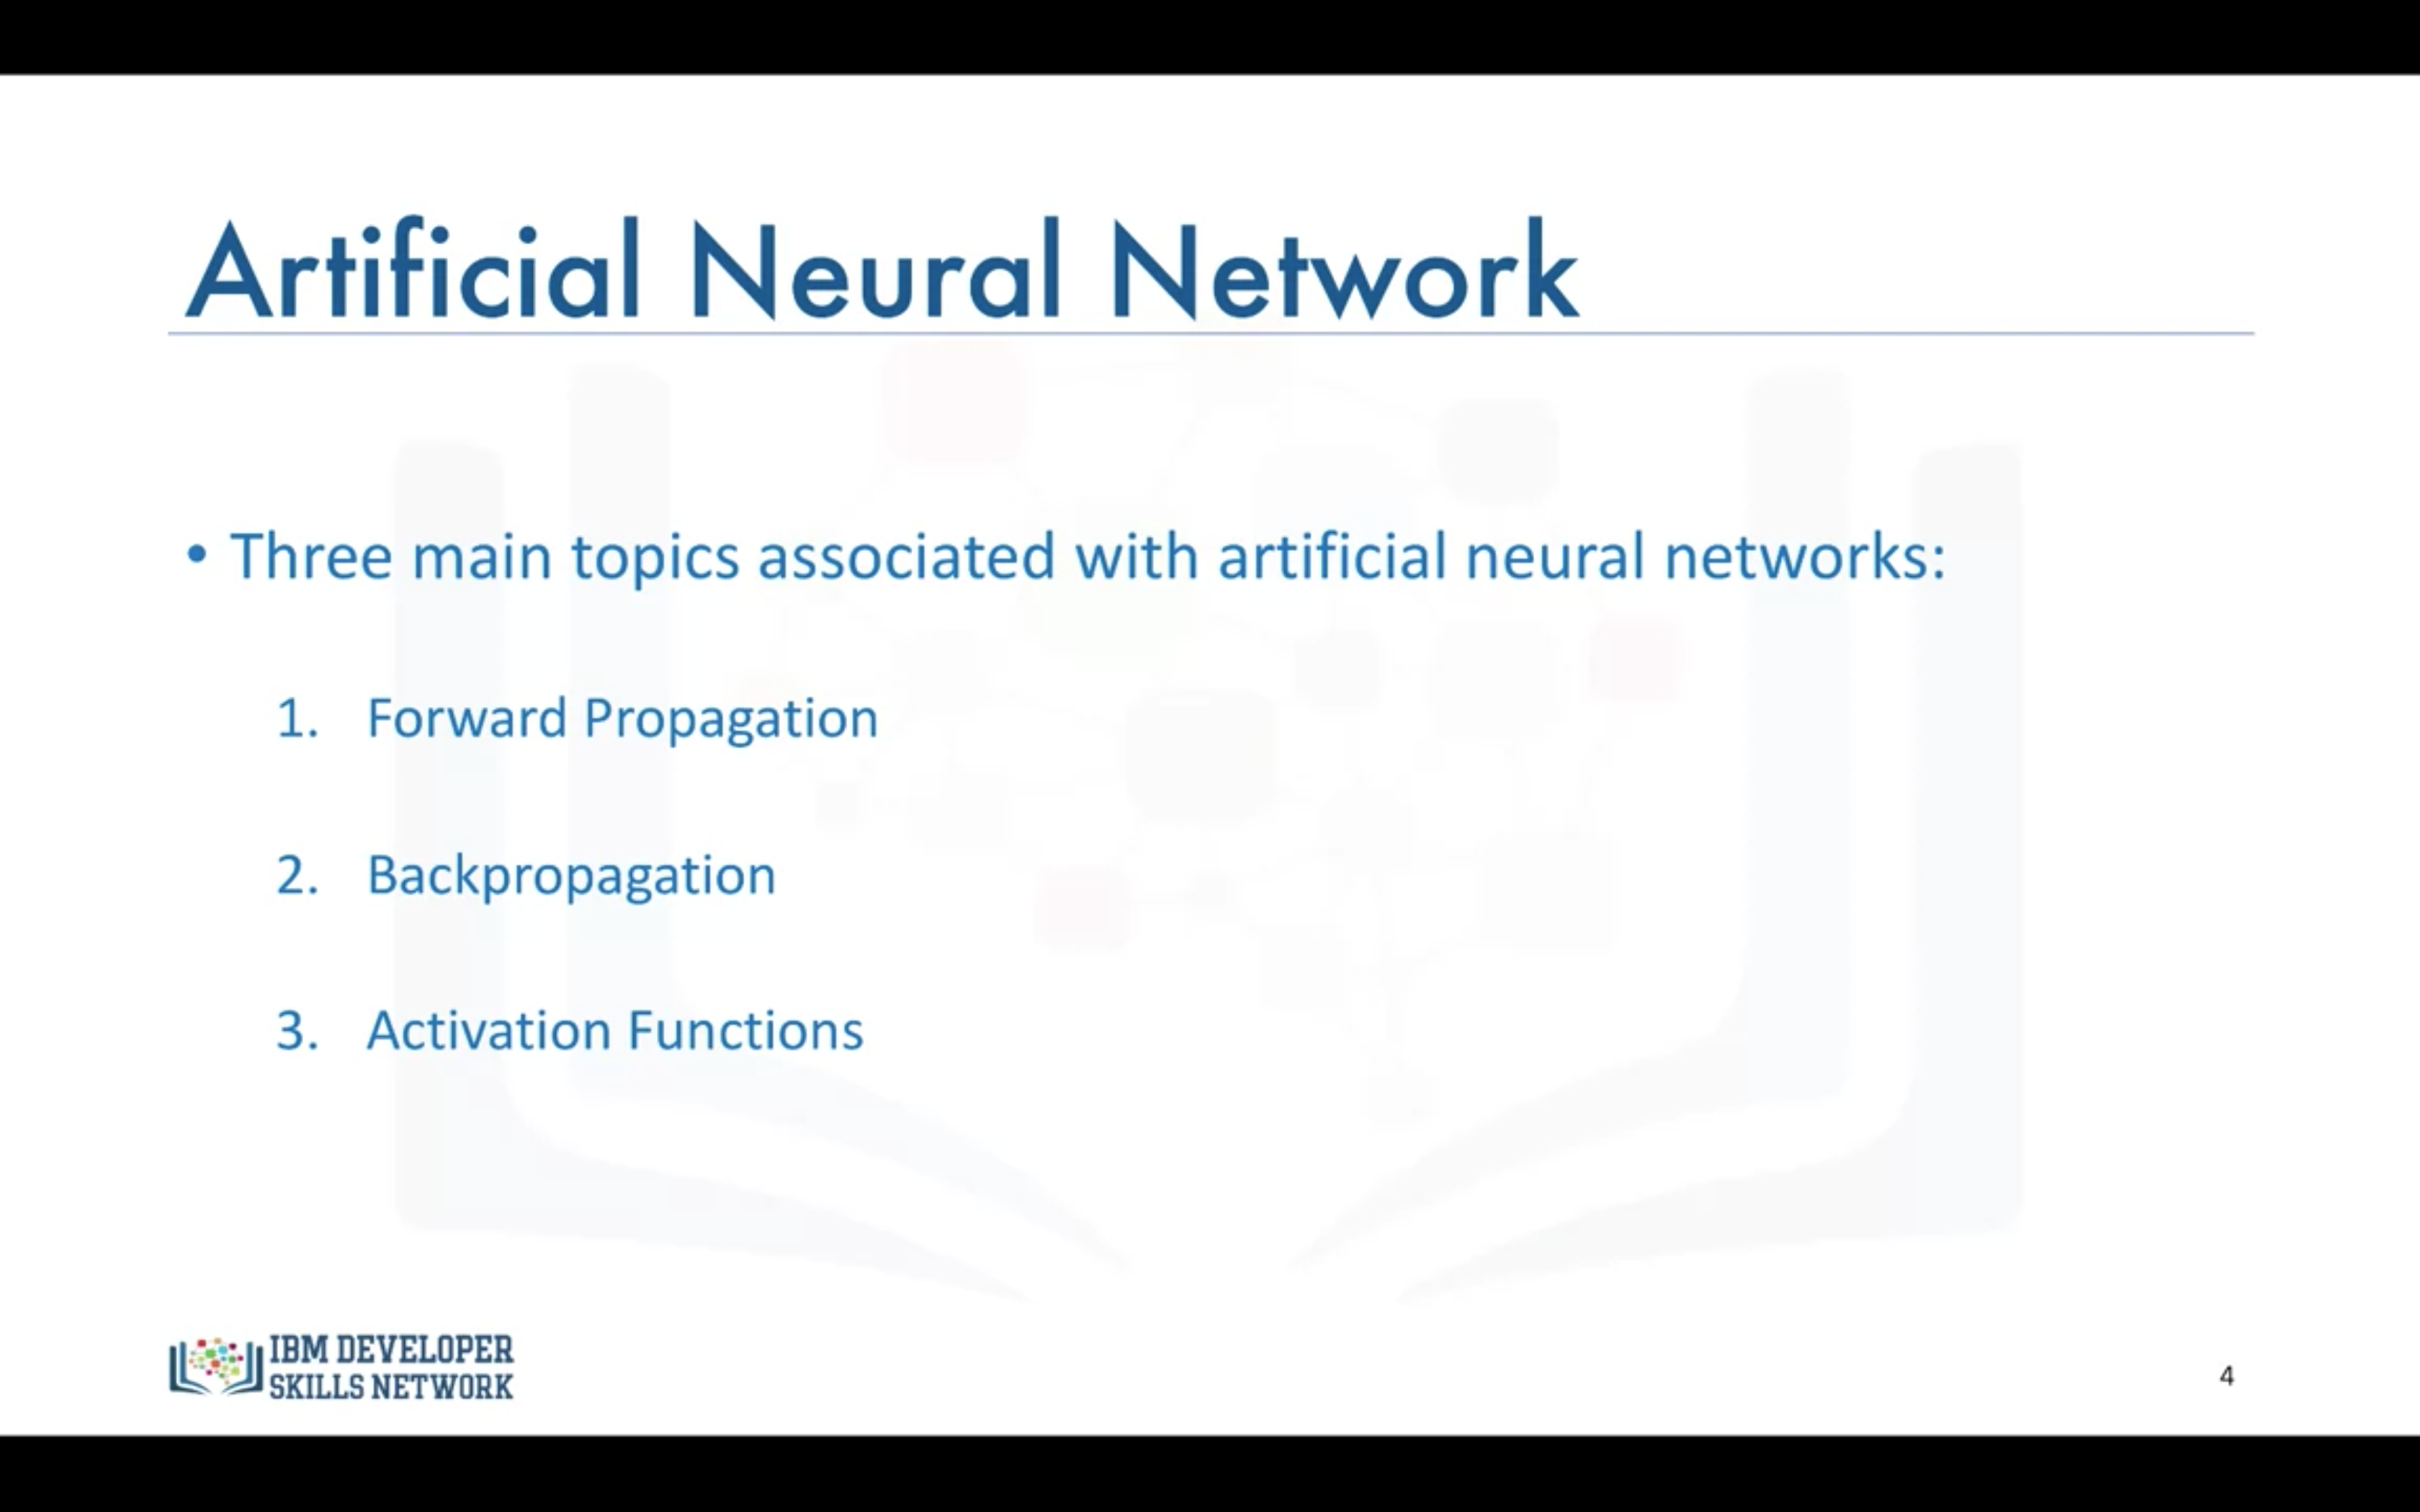 Artificial Neural Network
• Three main topics associated with artificial neural networks:
1. Forward Propagation
2. Backpropagation
3. Activation Functions
IBM DEVELOPER
SKILLS NETWORK
4